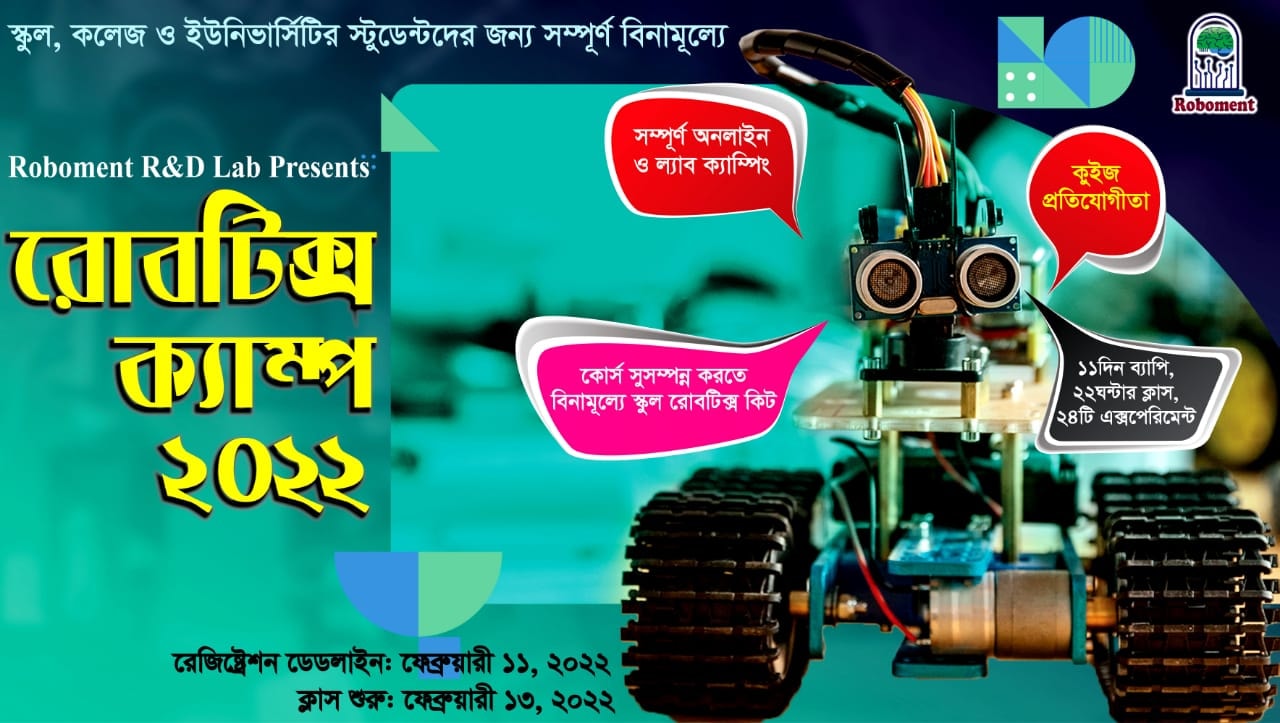 স্কুল, কলেজ ও ইউনিভার্সিটির স্টুডেন্টদের জন্য সম্পূর্ণ বিনামূল্যে
Roboment
Roboment R&D Lab Presents
রোবটিক্স
ক্যাম্প
২০২২
সম্পূর্ণ অনলাইন
ও ল্যাব ক্যাম্পিং
কুইজ
প্রতিযোগীতা
কোর্স সুসম্পন্ন করতে
বিনামূল্যে স্কুল রোবটিক্স কিট
১১দিন ব্যাপি,
২২ঘন্টার ক্লাস,
২৪টি এক্সপেরিমেন্ট
রেজিষ্ট্রেশন ডেডলাইন: ফেব্রুয়ারী ১১, ২০২২
ক্লাস শুরু: ফেব্রুয়ারী ১৩, ২০২২